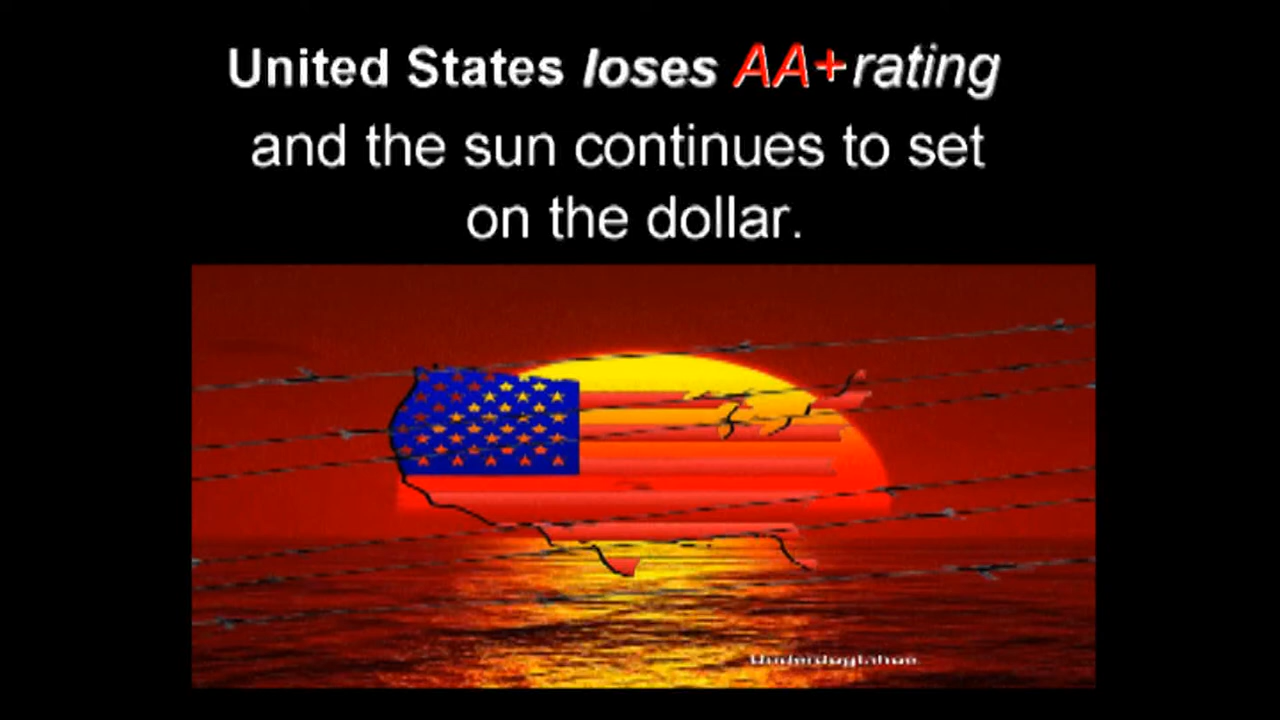 United States loses AA+ rating
and the sun continues to set
on the dollar.